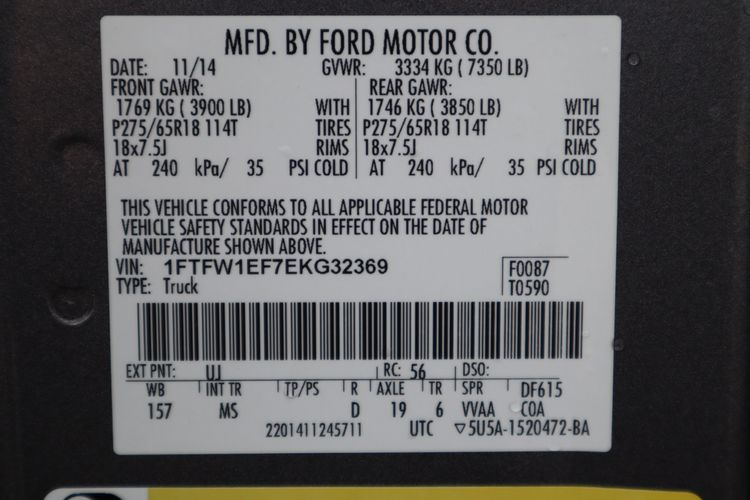 MFD. BY FORD MOTOR CO.
DATE: 11/14 GVWR: 3334 KG ( 7350 LB)
FRONT GAWR: REAR GAWR:
1769 KG ( 3900 LB) WITH 1746 KG ( 3850 LB) WITH
P275/65R18 114T TIRES P275/65R18 114T TIRES
18x7.5J RIMS 18x7.5J RIMS
AT 240 kPa/ 35 PSI COLD AT 240 kPa/ 35 PSI COLD
THIS VEHICLE CONFORMS TO ALL APPLICABLE FEDERAL MOTOR
VEHICLE SAFETY STANDARDS IN EFFECT ON THE DATE OF
MANUFACTURE SHOWN ABOVE.
VIN: 1FTFW1EF7EKG32369 F0087
TYPE: Truck T0590
EXT PNT: UJ RC: 56 DSO:
WB INT TR TP/PS R AXLE TR SPR DF615
157 MS D 19 6 VVAA COA
2201411245711 UTC ▽5U5A-1520472-BA